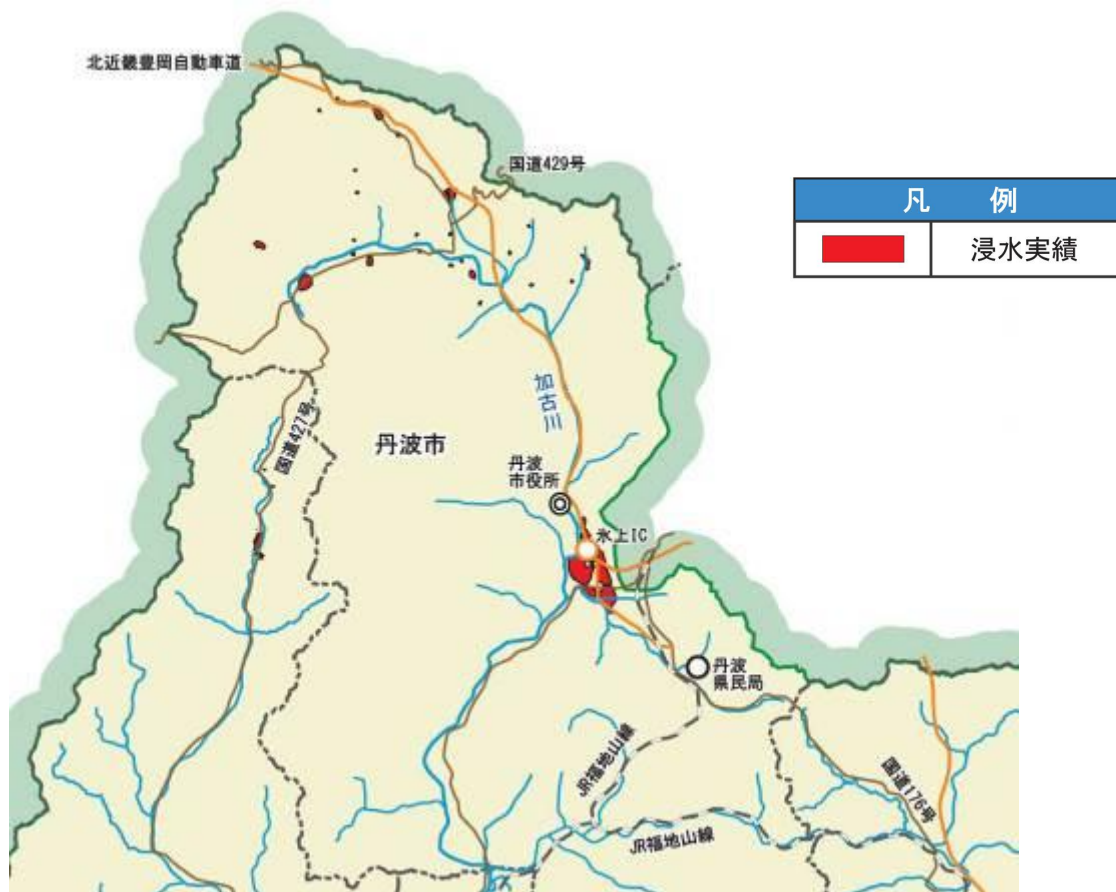 北近畿豊岡自動車道
国道429号
凡 例
浸水実績
加古川
国道427号
丹波市
丹波
市役所
氷上IC
丹波
県民局
JR福地山線
国道176号
JR福地山線